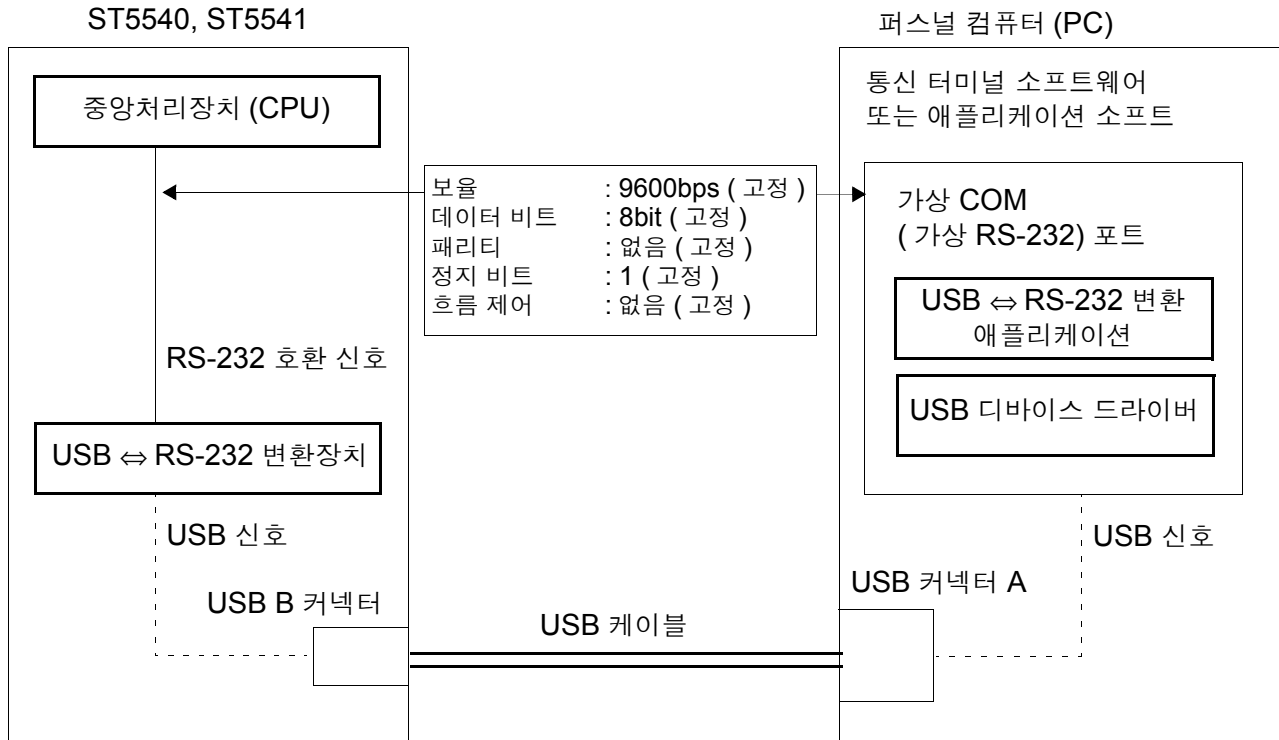 ST5540, ST5541
중앙처리장치 (CPU)
RS-232 호환 신호
USB ⇔ RS-232 변환장치
USB 신호
USB B 커넥터
보율 : 9600bps ( 고정 )
데이터 비트 : 8bit ( 고정 )
패리티 : 없음 ( 고정 )
정지 비트 : 1 ( 고정 )
흐름 제어 : 없음 ( 고정 )
USB 케이블
퍼스널 컴퓨터 (PC)
통신 터미널 소프트웨어
또는 애플리케이션 소프트
가상 COM
( 가상 RS-232) 포트
USB ⇔ RS-232 변환
애플리케이션
USB 디바이스 드라이버
USB 신호
USB 커넥터 A